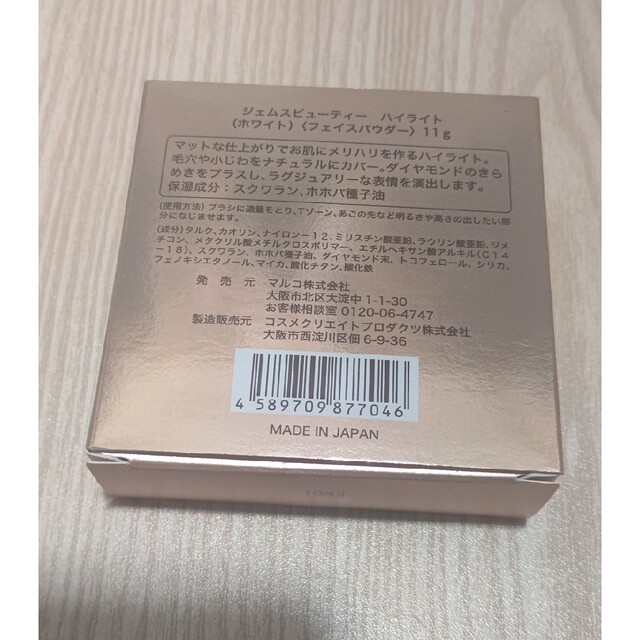 ジェムスビューティー　ハイライト
〈ホワイト〉〈フェイスパウダー〉11g
マットな仕上がりでお肌にメリハリを作るハイライト。
毛穴や小じわをナチュラルにカバー。ダイヤモンドのきら
めきをプラスし、ラグジュアリーな表情を演出します。
保湿成分：スクワラン、ホホバ種子油
〈使用方法〉ブラシに適量をとり、Tゾーン、あごの先など明るさや高さの出したい部
分になじませます。
〈成分〉タルク、カオリン、ナイロン－１２、ミリスチン酸亜鉛、ラウリン酸亜鉛、ジメ
チコン、メタクリル酸メチルクロスポリマー、エチルヘキサン酸アルキル（Ｃ１４
－１８）、スクワラン、ホホバ種子油、ダイヤモンド末、トコフェロール、シリカ、
フェノキシエタノール、マイカ、酸化チタン、酸化鉄
発　売　元　マルコ株式会社
大阪市北区大淀中 1-1-30
お客様相談室 0120-06-4747
製造販売元　コスメクリエイトプロダクツ株式会社
大阪市西淀川区佃 6-9-36
4 589709 877046
MADE IN JAPAN
KR01